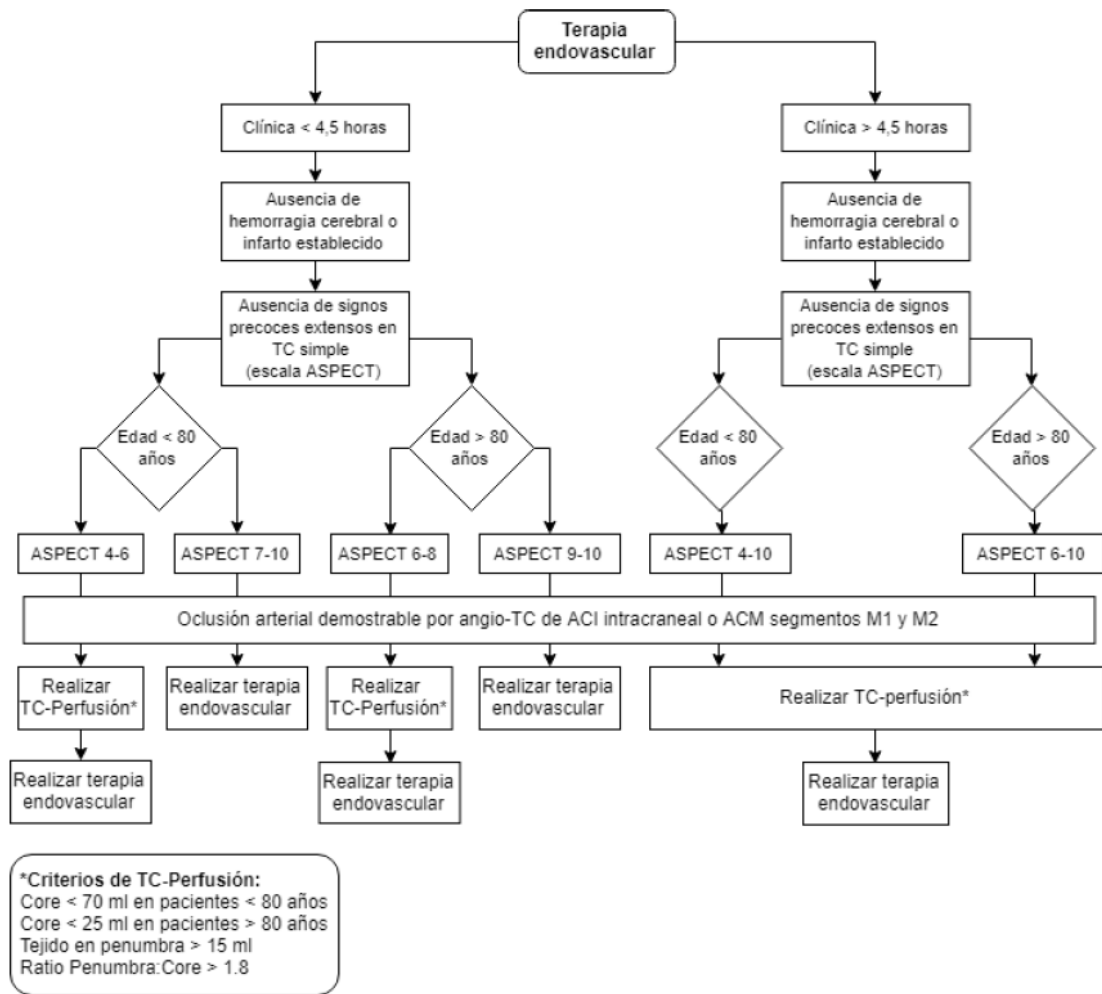 Terapia
endovascular
Clínica < 4,5 horas
Clínica > 4,5 horas
Ausencia de
hemorragia cerebral o
infarto establecido
Ausencia de
hemorragia cerebral o
infarto establecido
Ausencia de signos
precoces extensos en
TC simple
(escala ASPECT)
Ausencia de signos
precoces extensos en
TC simple
(escala ASPECT)
Edad < 80
años
Edad > 80
años
Edad < 80
años
Edad > 80
años
ASPECT 4-6
ASPECT 7-10
ASPECT 6-8
ASPECT 9-10
ASPECT 4-10
ASPECT 6-10
Oclusión arterial demostrable por angio-TC de ACI intracraneal o ACM segmentos M1 y M2
Realizar
TC-Perfusión*
Realizar terapia
endovascular
Realizar
TC-Perfusión*
Realizar terapia
endovascular
Realizar TC-perfusión*
Realizar terapia
endovascular
Realizar terapia
endovascular
Realizar terapia
endovascular
*Criterios de TC-Perfusión:
Core < 70 ml en pacientes < 80 años
Core < 25 ml en pacientes > 80 años
Tejido en penumbra > 15 ml
Ratio Penumbra:Core > 1.8